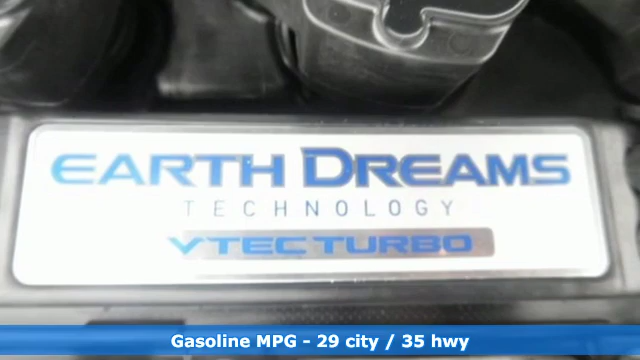 EARTH DREAMS
TECHNOLOGY
VTEC TURBO
Gasoline MPG - 29 city / 35 hwy